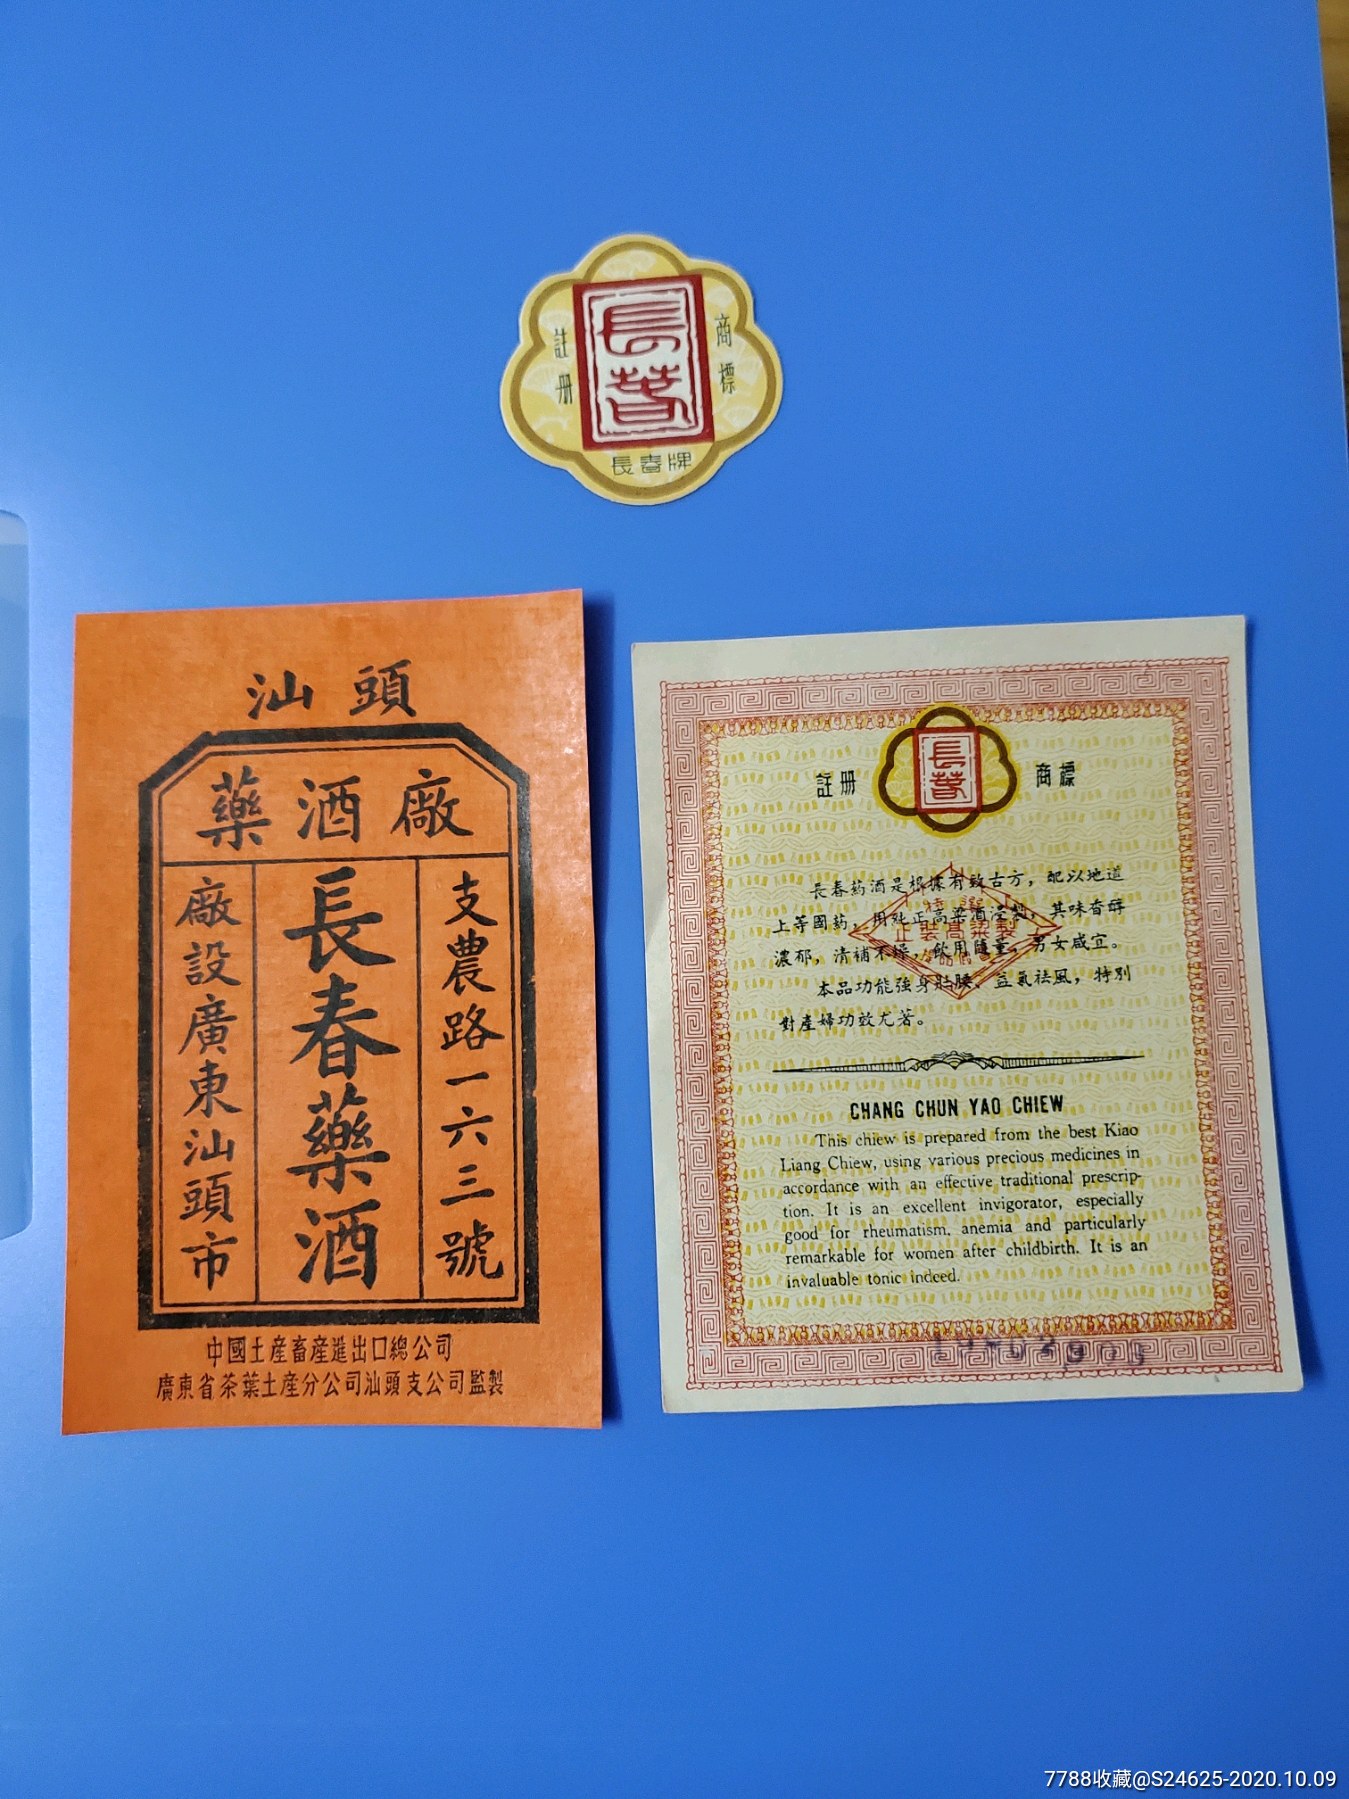 長春
註册
商標
長春牌
汕頭
藥酒廠
支農路一六三號
長春藥酒
廠設廣東汕頭市
中國土產畜產進出口總公司
廣東省茶葉土産分公司汕頭支公司監製
註册
長春
商標
長春葯酒是根據有效古方，配以地道
上等國葯，用純正高梁酒浸製，其味香醇
濃郁，清補不燥，飲用隨量，男女咸宜。
本品功能強身壯腰、益氣祛風，特別
對產婦功效尤著。
CHANG CHUN YAO CHIEW
This chiew is prepared from the best Kiao
Liang Chiew, using various precious medicines in
accordance with an effective traditional prescrip-
tion. It is an excellent invigorator, especially
good for rheumatism, anemia and particularly
remarkable for women after childbirth. It is an
invaluable tonic indeed.
7788收藏@S24625-2020.10.09